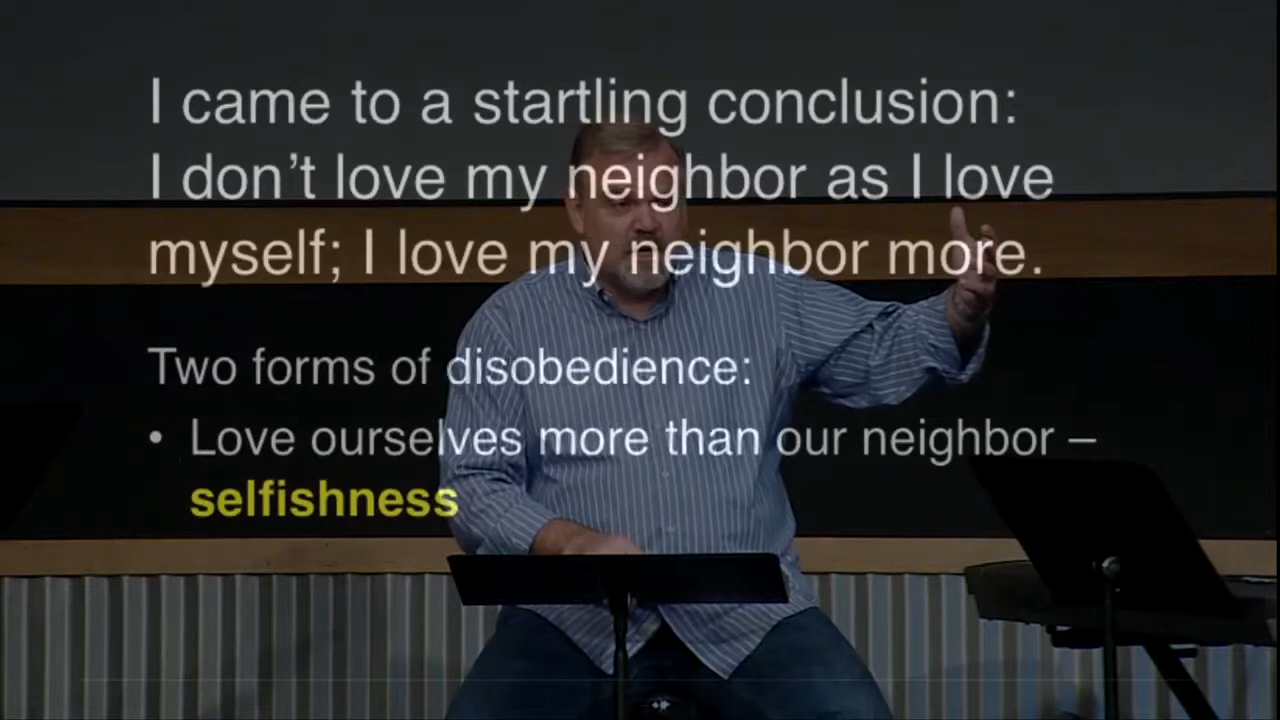 I came to a startling conclusion:
I don’t love my neighbor as I love
myself; I love my neighbor more.
Two forms of disobedience:
• Love ourselves more than our neighbor –
selfishness